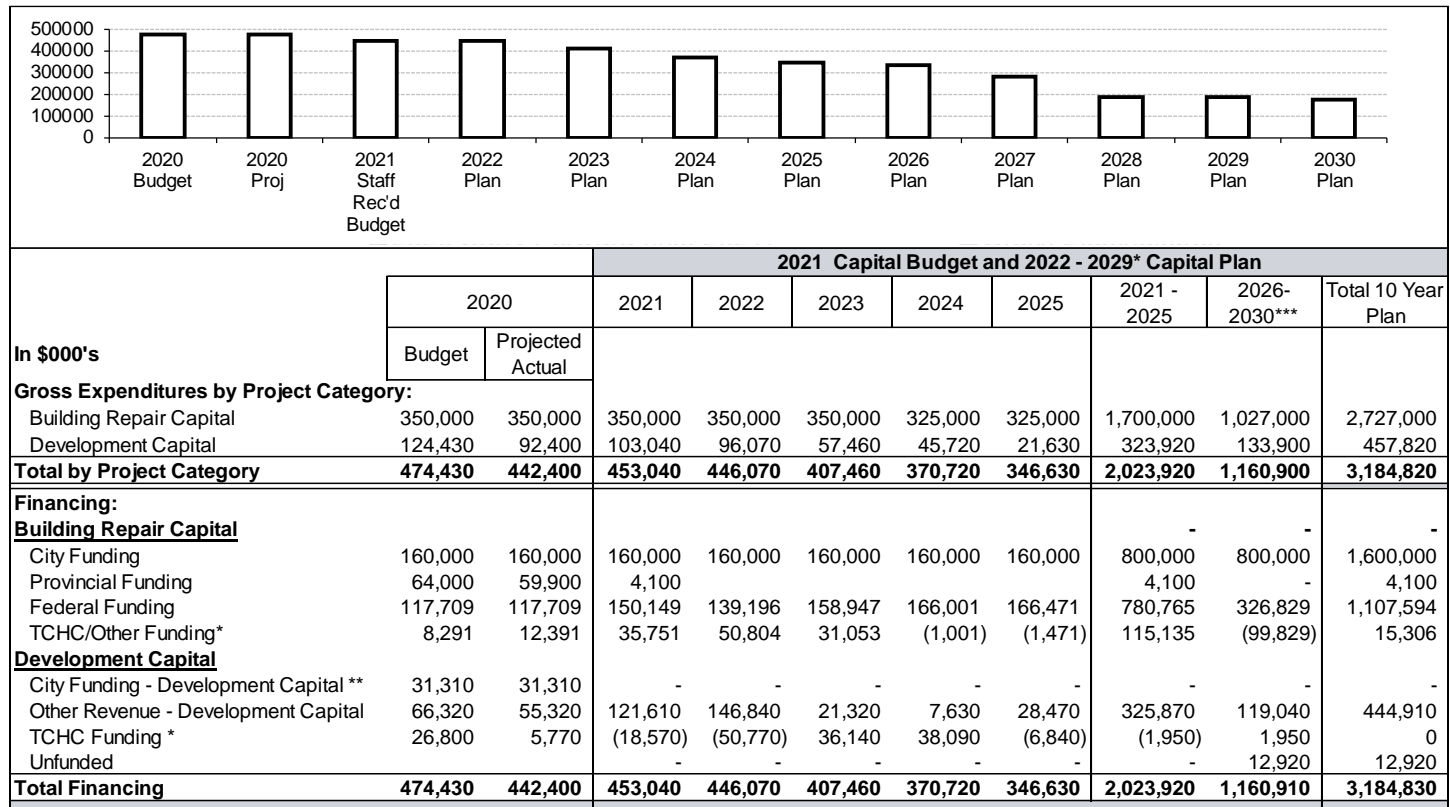 500000
400000
300000
200000
100000
0
2020 Budget 2020 Proj 2021 Staff Rec'd Budget 2022 Plan 2023 Plan 2024 Plan 2025 Plan 2026 Plan 2027 Plan 2028 Plan 2029 Plan 2030 Plan
2021 Capital Budget and 2022 - 2029* Capital Plan
2020 2021 2022 2023 2024 2025 2021 - 2025 2026-2030*** Total 10 Year Plan
In $000's Budget Projected Actual
Gross Expenditures by Project Category:
Building Repair Capital 350,000 350,000 350,000 350,000 350,000 325,000 325,000 1,700,000 1,027,000 2,727,000
Development Capital 124,430 92,400 103,040 96,070 57,460 45,720 21,630 323,920 133,900 457,820
Total by Project Category 474,430 442,400 453,040 446,070 407,460 370,720 346,630 2,023,920 1,160,900 3,184,820
Financing:
Building Repair Capital - - -
City Funding 160,000 160,000 160,000 160,000 160,000 160,000 160,000 800,000 800,000 1,600,000
Provincial Funding 64,000 59,900 4,100 4,100 - 4,100
Federal Funding 117,709 117,709 150,149 139,196 158,947 166,001 166,471 780,765 326,829 1,107,594
TCHC/Other Funding* 8,291 12,391 35,751 50,804 31,053 (1,001) (1,471) 115,135 (99,829) 15,306
Development Capital
City Funding - Development Capital ** 31,310 31,310 - - - - - - - -
Other Revenue - Development Capital 66,320 55,320 121,610 146,840 21,320 7,630 28,470 325,870 119,040 444,910
TCHC Funding * 26,800 5,770 (18,570) (50,770) 36,140 38,090 (6,840) (1,950) 1,950 0
Unfunded - - - - - - 12,920 12,920
Total Financing 474,430 442,400 453,040 446,070 407,460 370,720 346,630 2,023,920 1,160,910 3,184,830